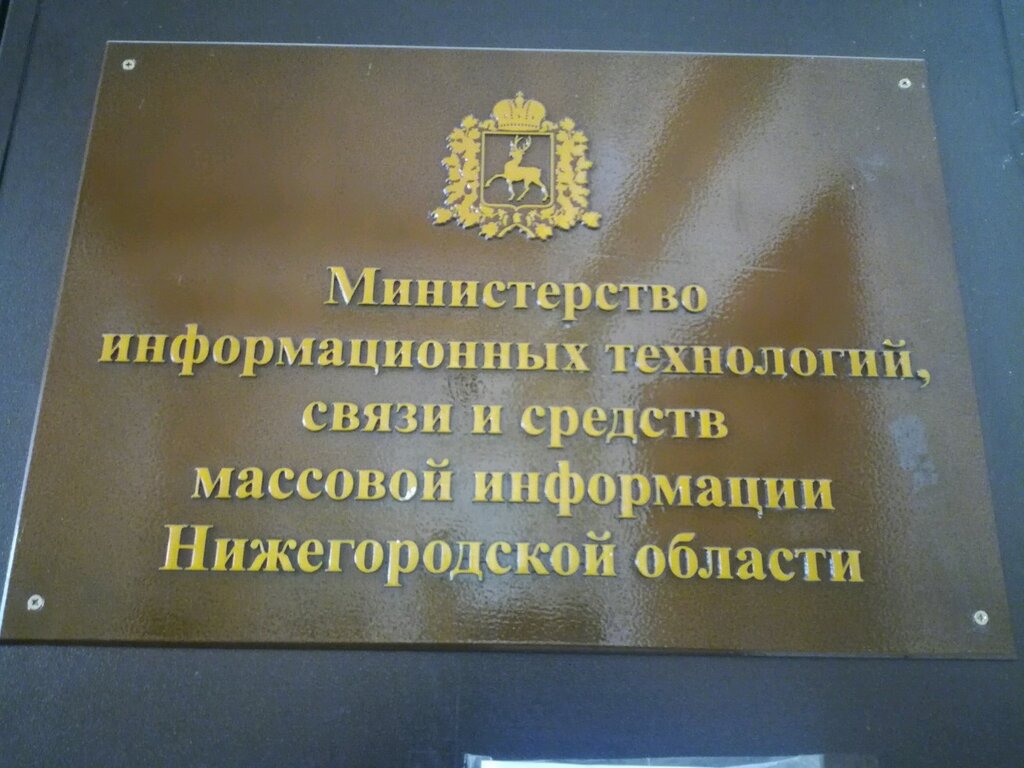 Министерство
информационных технологий,
связи и средств
массовой информации
Нижегородской области